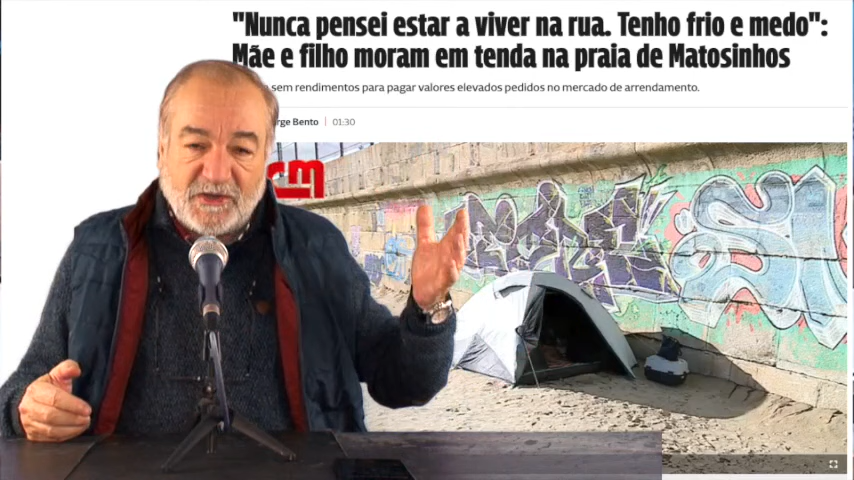 "Nunca pensei estar a viver na rua. Tenho frio e medo":
Mãe e filho moram em tenda na praia de Matosinhos
sem rendimentos para pagar valores elevados pedidos no mercado de arrendamento.
Bento | 01:30
cm